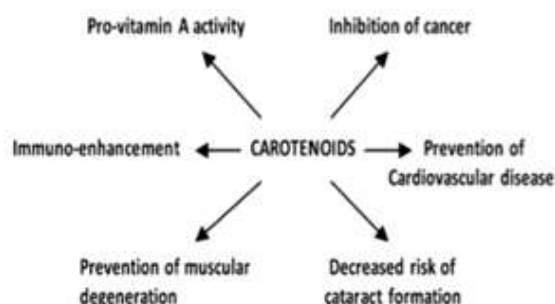 Pro-vitamin A activity
Inhibition of cancer
Immuno-enhancement
CAROTENOIDS
Prevention of
Cardiovascular disease
Prevention of muscular
degeneration
Decreased risk of
cataract formation